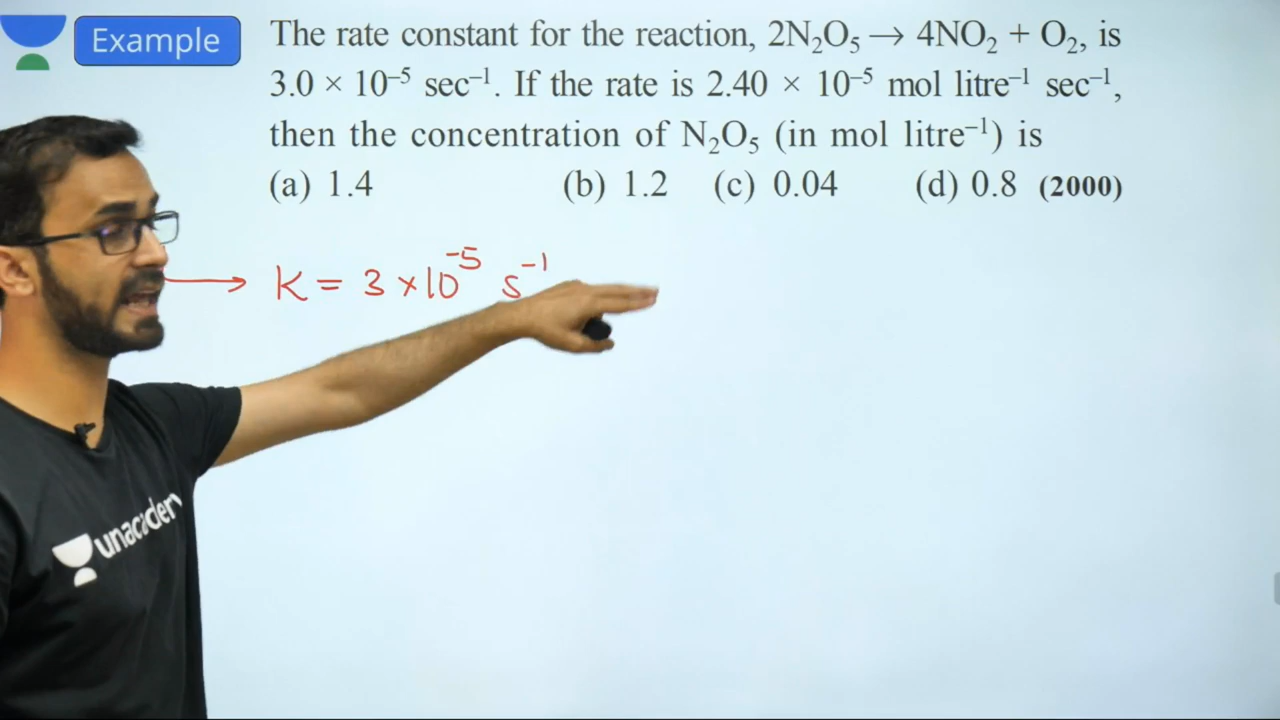 Example
The rate constant for the reaction, 2N₂O₅ → 4NO₂ + O₂, is
3.0 × 10⁻⁵ sec⁻¹. If the rate is 2.40 × 10⁻⁵ mol litre⁻¹ sec⁻¹,
then the concentration of N₂O₅ (in mol litre⁻¹) is
(a) 1.4 (b) 1.2 (c) 0.04 (d) 0.8 (2000)
→ K = 3 × 10⁻⁵ s⁻¹
unacademy